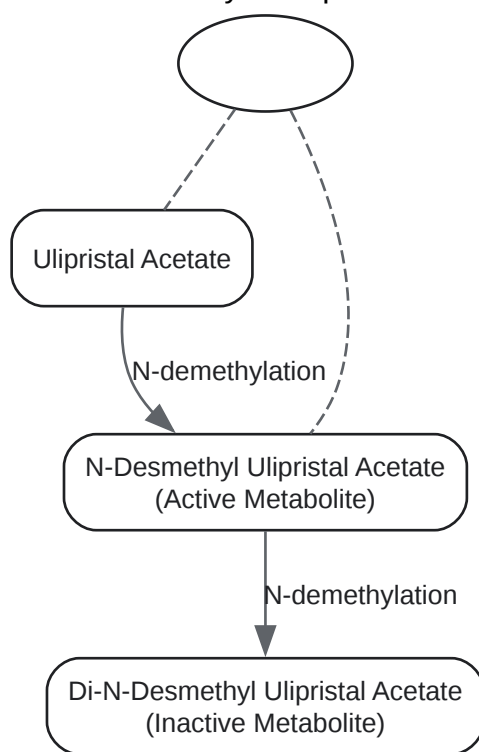 Ulipristal Acetate
N-demethylation
N-Desmethyl Ulipristal Acetate
(Active Metabolite)
N-demethylation
Di-N-Desmethyl Ulipristal Acetate
(Inactive Metabolite)